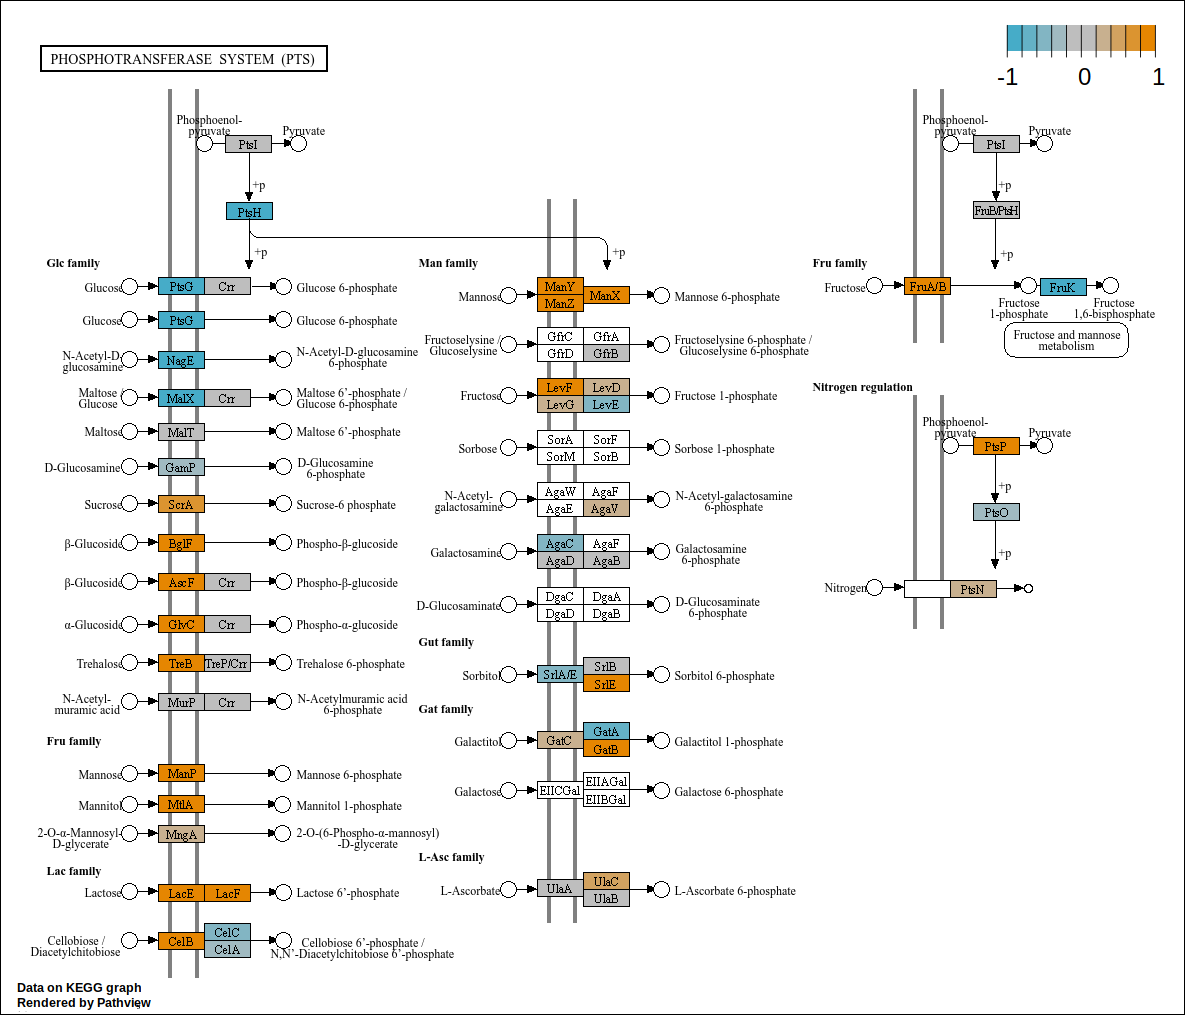 PHOSPHOTRANSFERASE SYSTEM (PTS)
-1 0 1
Phosphoenol-
pyruvate
Pyruvate
PtsI
+p
PtsH
+p
Glc family
Glucose PtsG Crr Glucose 6-phosphate
Glucose PtsG Glucose 6-phosphate
N-Acetyl-D-
glucosamine
NagE
N-Acetyl-D-glucosamine
6-phosphate
Maltose /
Glucose
MalX Crr
Maltose 6’-phosphate /
Glucose 6-phosphate
Maltose MalT Maltose 6’-phosphate
D-Glucosamine GamP
D-Glucosamine
6-phosphate
Sucrose ScrA Sucrose-6 phosphate
β-Glucoside BglF Phospho-β-glucoside
β-Glucoside AscF Crr Phospho-β-glucoside
α-Glucoside GlvC Crr Phospho-α-glucoside
Trehalose TreB TreP/Crr Trehalose 6-phosphate
N-Acetyl-
muramic acid
MurP Crr
N-Acetylmuramic acid
6-phosphate
Fru family
Mannose ManP Mannose 6-phosphate
Mannitol MtlA Mannitol 1-phosphate
2-O-α-Mannosyl-
D-glycerate
MngA
2-O-(6-Phospho-α-mannosyl)
-D-glycerate
Lac family
Lactose LacE LacF Lactose 6’-phosphate
Cellobiose /
Diacetylchitobiose
CelB CelC
CelA
Cellobiose 6’-phosphate /
N,N’-Diacetylchitobiose 6’-phosphate
+p
Man family
Mannose ManY ManX Mannose 6-phosphate
ManZ
Fructoselysine /
Glucoselysine
GfrC GfrA
GfrD GfrB
Fructoselysine 6-phosphate /
Glucoselysine 6-phosphate
Fructose LevF LevD Fructose 1-phosphate
LevG LevE
Sorbose SorA SorF Sorbose 1-phosphate
SorM SorB
N-Acetyl-
galactosamine
AgaW AgaF
AgaE AgaV
N-Acetyl-galactosamine
6-phosphate
Galactosamine AgaC AgaF
AgaD AgaB
Galactosamine
6-phosphate
D-Glucosaminate DgaC DgaA
DgaD DgaB
D-Glucosaminate
6-phosphate
Gut family
Sorbitol SrlA/E SrlB Sorbitol 6-phosphate
SrlE
Gat family
Galactitol GatC GatA Galactitol 1-phosphate
GatB
Galactose EIICGal EIIAGal Galactose 6-phosphate
EIIBGal
L-Asc family
L-Ascorbate UlaA UlaC L-Ascorbate 6-phosphate
UlaB
Phosphoenol-
pyruvate
Pyruvate
PtsI
+p
FruB/PtsH
+p
Fru family
Fructose FruA/B FruK
Fructose
1-phosphate
Fructose
1,6-bisphosphate
Fructose and mannose
metabolism
Nitrogen regulation
Phosphoenol-
pyruvate
Pyruvate
PtsP
+p
PtsO
+p
Nitrogen PtsN
Data on KEGG graph
Rendered by Pathview